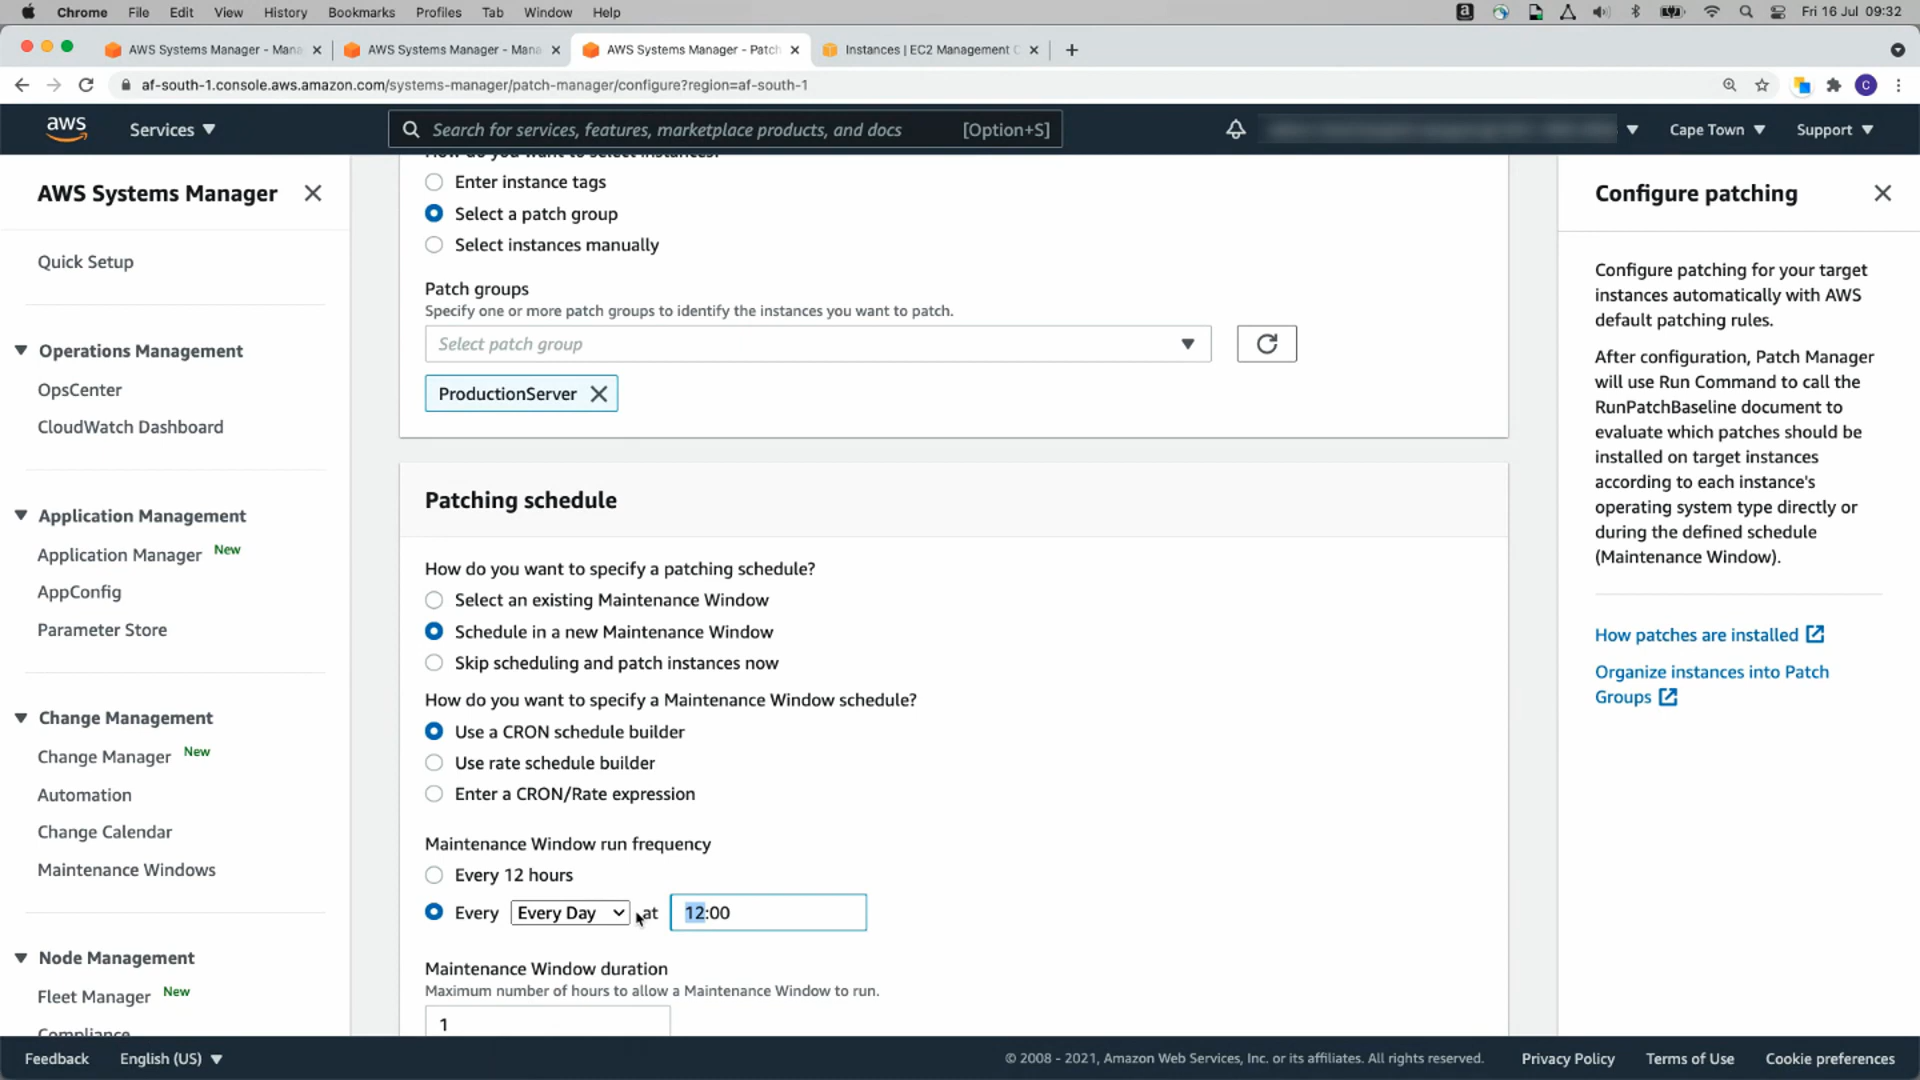 Chrome File Edit View History Bookmarks Profiles Tab Window Help Fri 16 Jul 09:32
AWS Systems Manager - Mana
AWS Systems Manager - Mana
AWS Systems Manager - Patch
Instances | EC2 Management C
af-south-1.console.aws.amazon.com/systems-manager/patch-manager/configure?region=af-south-1
aws
Services
Search for services, features, marketplace products, and docs [Option+S]
Cape Town
Support
AWS Systems Manager
Quick Setup
Operations Management
OpsCenter
CloudWatch Dashboard
Application Management
Application Manager New
AppConfig
Parameter Store
Change Management
Change Manager New
Automation
Change Calendar
Maintenance Windows
Node Management
Fleet Manager New
Compliance
How do you want to select instances?
Enter instance tags
Select a patch group
Select instances manually
Patch groups
Specify one or more patch groups to identify the instances you want to patch.
Select patch group
ProductionServer
Patching schedule
How do you want to specify a patching schedule?
Select an existing Maintenance Window
Schedule in a new Maintenance Window
Skip scheduling and patch instances now
How do you want to specify a Maintenance Window schedule?
Use a CRON schedule builder
Use rate schedule builder
Enter a CRON/Rate expression
Maintenance Window run frequency
Every 12 hours
Every Every Day at 12:00
Maintenance Window duration
Maximum number of hours to allow a Maintenance Window to run.
1
Configure patching
Configure patching for your target
instances automatically with AWS
default patching rules.
After configuration, Patch Manager
will use Run Command to call the
RunPatchBaseline document to
evaluate which patches should be
installed on target instances
according to each instance's
operating system type directly or
during the defined schedule
(Maintenance Window).
How patches are installed
Organize instances into Patch
Groups
Feedback
English (US)
© 2008 - 2021, Amazon Web Services, Inc. or its affiliates. All rights reserved.
Privacy Policy
Terms of Use
Cookie preferences